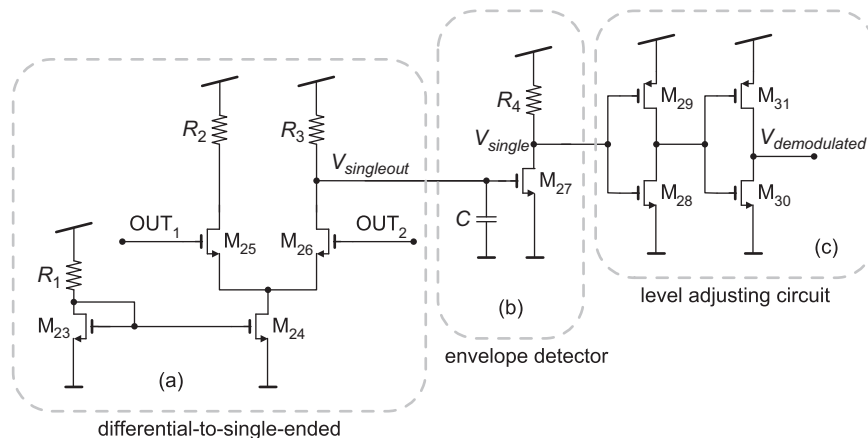 R4
M29
M31
R2
R3
Vsingle
Vdemodulated
Vsingleout
M27
M28
M30
OUT1
M25
M26
OUT2
C
(c)
R1
(b)
level adjusting circuit
M23
M24
(a)
envelope detector
differential-to-single-ended